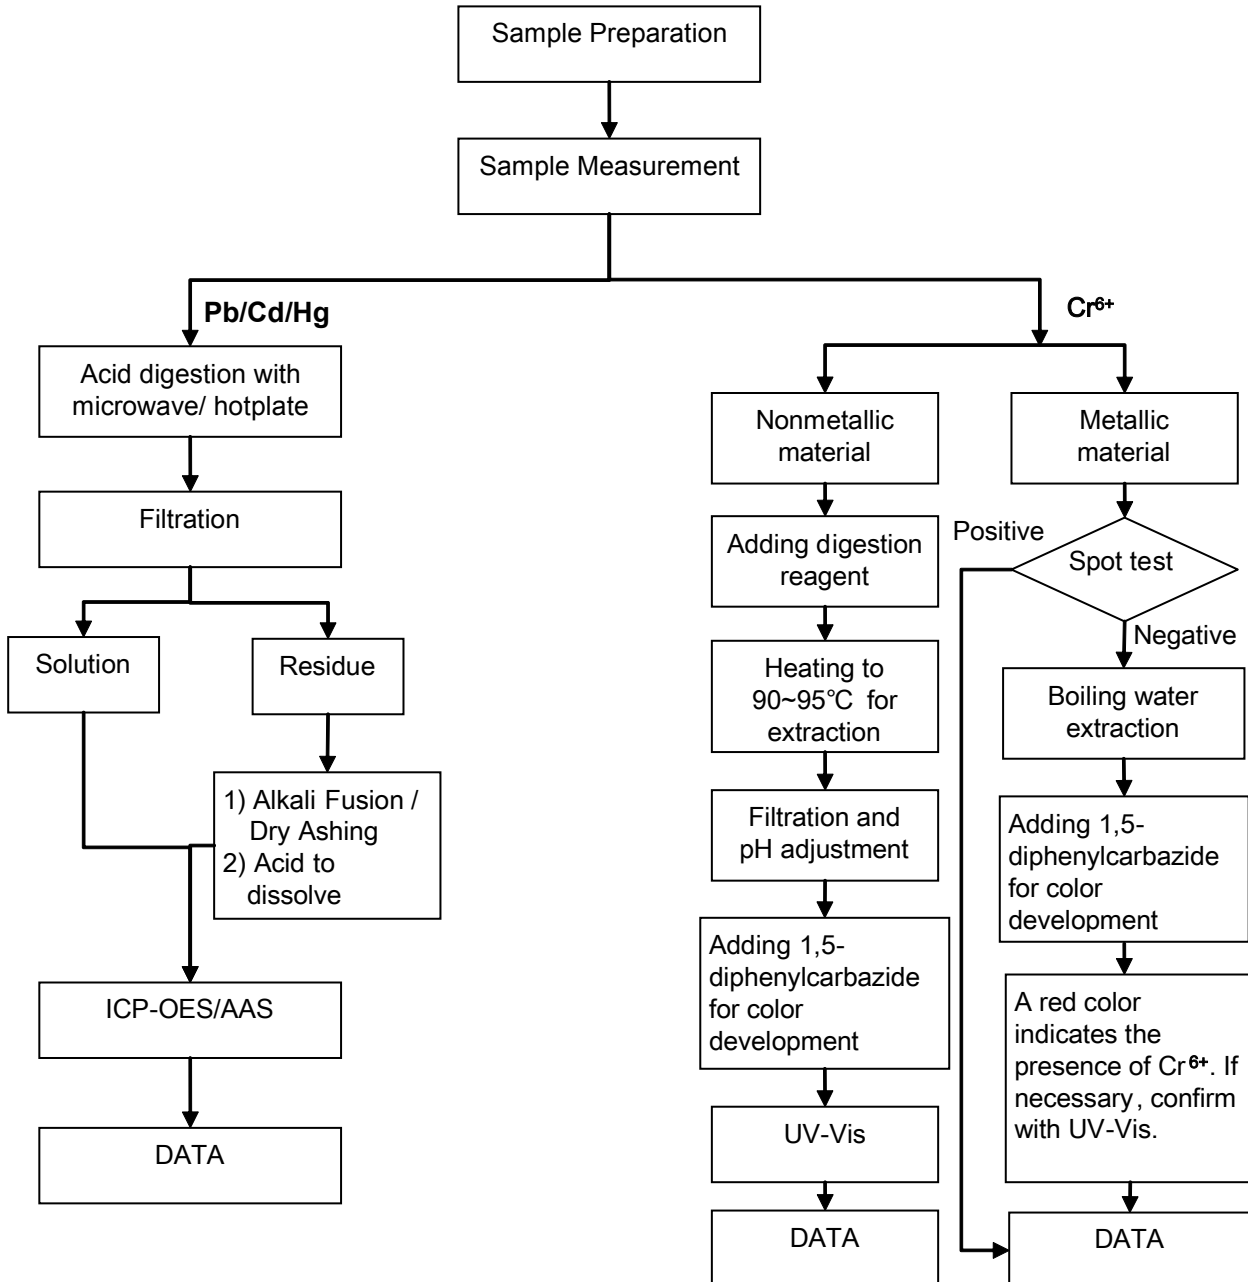 Sample Preparation
Sample Measurement
Pb/Cd/Hg
Acid digestion with
microwave/ hotplate
Filtration
Solution
Residue
1) Alkali Fusion /
Dry Ashing
2) Acid to
dissolve
ICP-OES/AAS
DATA
Cr⁶⁺
Nonmetallic
material
Adding digestion
reagent
Heating to
90~95℃ for
extraction
Filtration and
pH adjustment
Adding 1,5-
diphenylcarbazide
for color
development
UV-Vis
DATA
Metallic
material
Positive
Spot test
Negative
Boiling water
extraction
Adding 1,5-
diphenylcarbazide
for color
development
A red color
indicates the
presence of Cr⁶⁺. If
necessary, confirm
with UV-Vis.
DATA